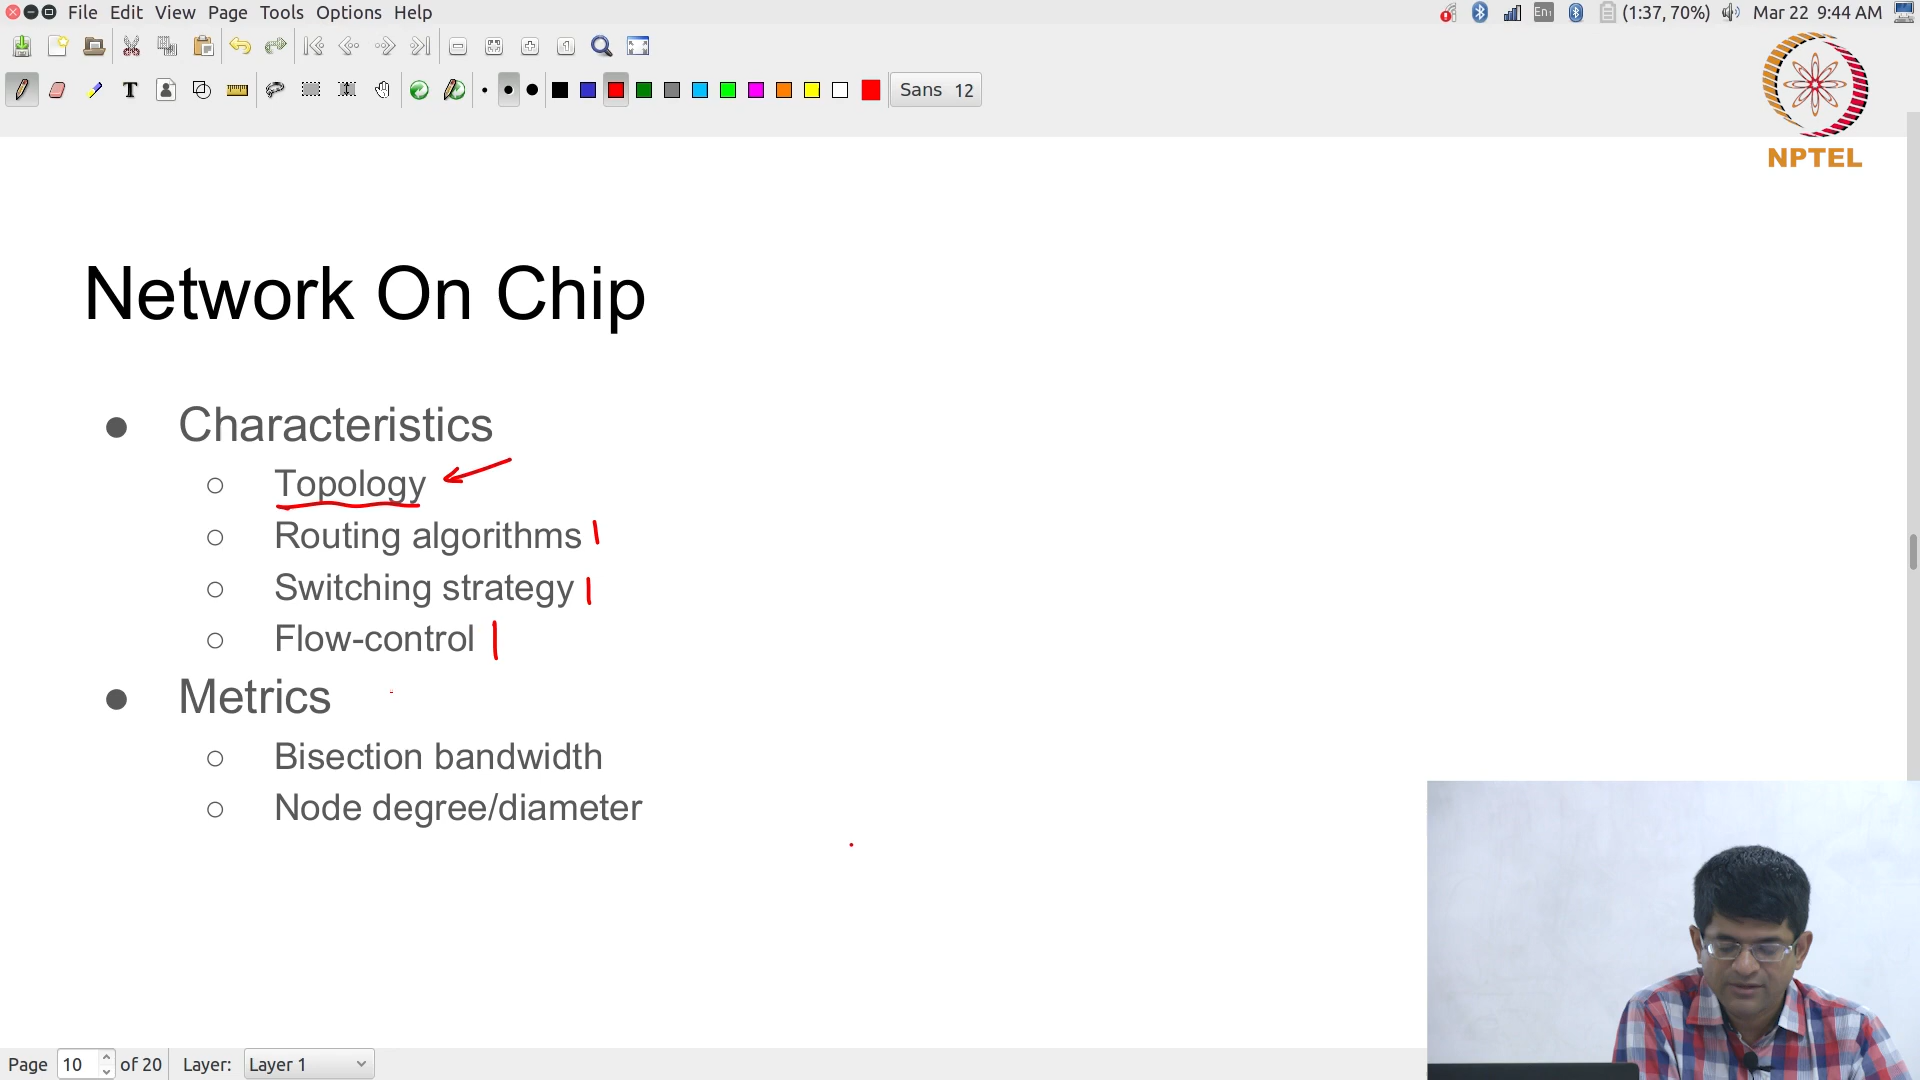 File Edit View Page Tools Options Help
En1 (1:37, 70%) Mar 22 9:44 AM
Sans 12
NPTEL
Network On Chip
● Characteristics
○ Topology
○ Routing algorithms
○ Switching strategy
○ Flow-control
● Metrics
○ Bisection bandwidth
○ Node degree/diameter
Page 10 of 20 Layer: Layer 1